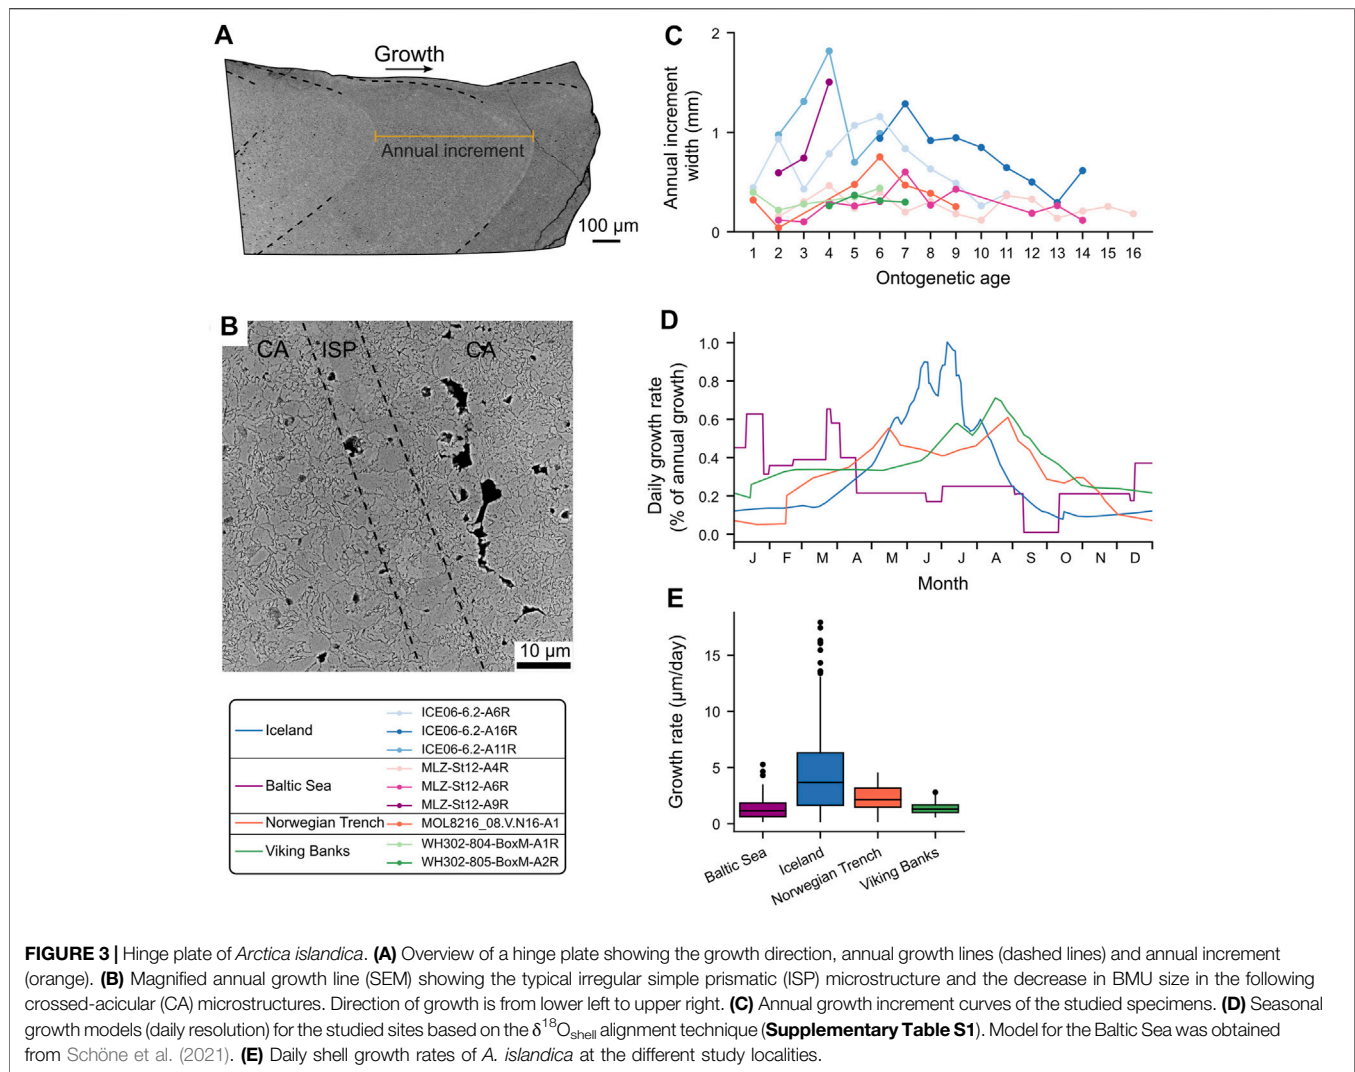 A
Growth
Annual increment
100 µm
B
CA
ISP
CA
10 µm
Iceland
ICE06-6.2-A6R
ICE06-6.2-A16R
ICE06-6.2-A11R
Baltic Sea
MLZ-St12-A4R
MLZ-St12-A6R
MLZ-St12-A9R
Norwegian Trench
MOL8216_08.V.N16-A1
Viking Banks
WH302-804-BoxM-A1R
WH302-805-BoxM-A2R
C
Annual increment
width (mm)
2
1
0
1 2 3 4 5 6 7 8 9 10 11 12 13 14 15 16
Ontogenetic age
D
Daily growth rate
(% of annual growth)
1.0
0.8
0.6
0.4
0.2
0.0
J F M A M J J A S O N D
Month
E
Growth rate (µm/day)
15
10
5
0
Baltic Sea
Iceland
Norwegian Trench
Viking Banks
FIGURE 3 | Hinge plate of Arctica islandica. (A) Overview of a hinge plate showing the growth direction, annual growth lines (dashed lines) and annual increment
(orange). (B) Magnified annual growth line (SEM) showing the typical irregular simple prismatic (ISP) microstructure and the decrease in BMU size in the following
crossed-acicular (CA) microstructures. Direction of growth is from lower left to upper right. (C) Annual growth increment curves of the studied specimens. (D) Seasonal
growth models (daily resolution) for the studied sites based on the δ18Oshell alignment technique (Supplementary Table S1). Model for the Baltic Sea was obtained
from Schöne et al. (2021). (E) Daily shell growth rates of A. islandica at the different study localities.